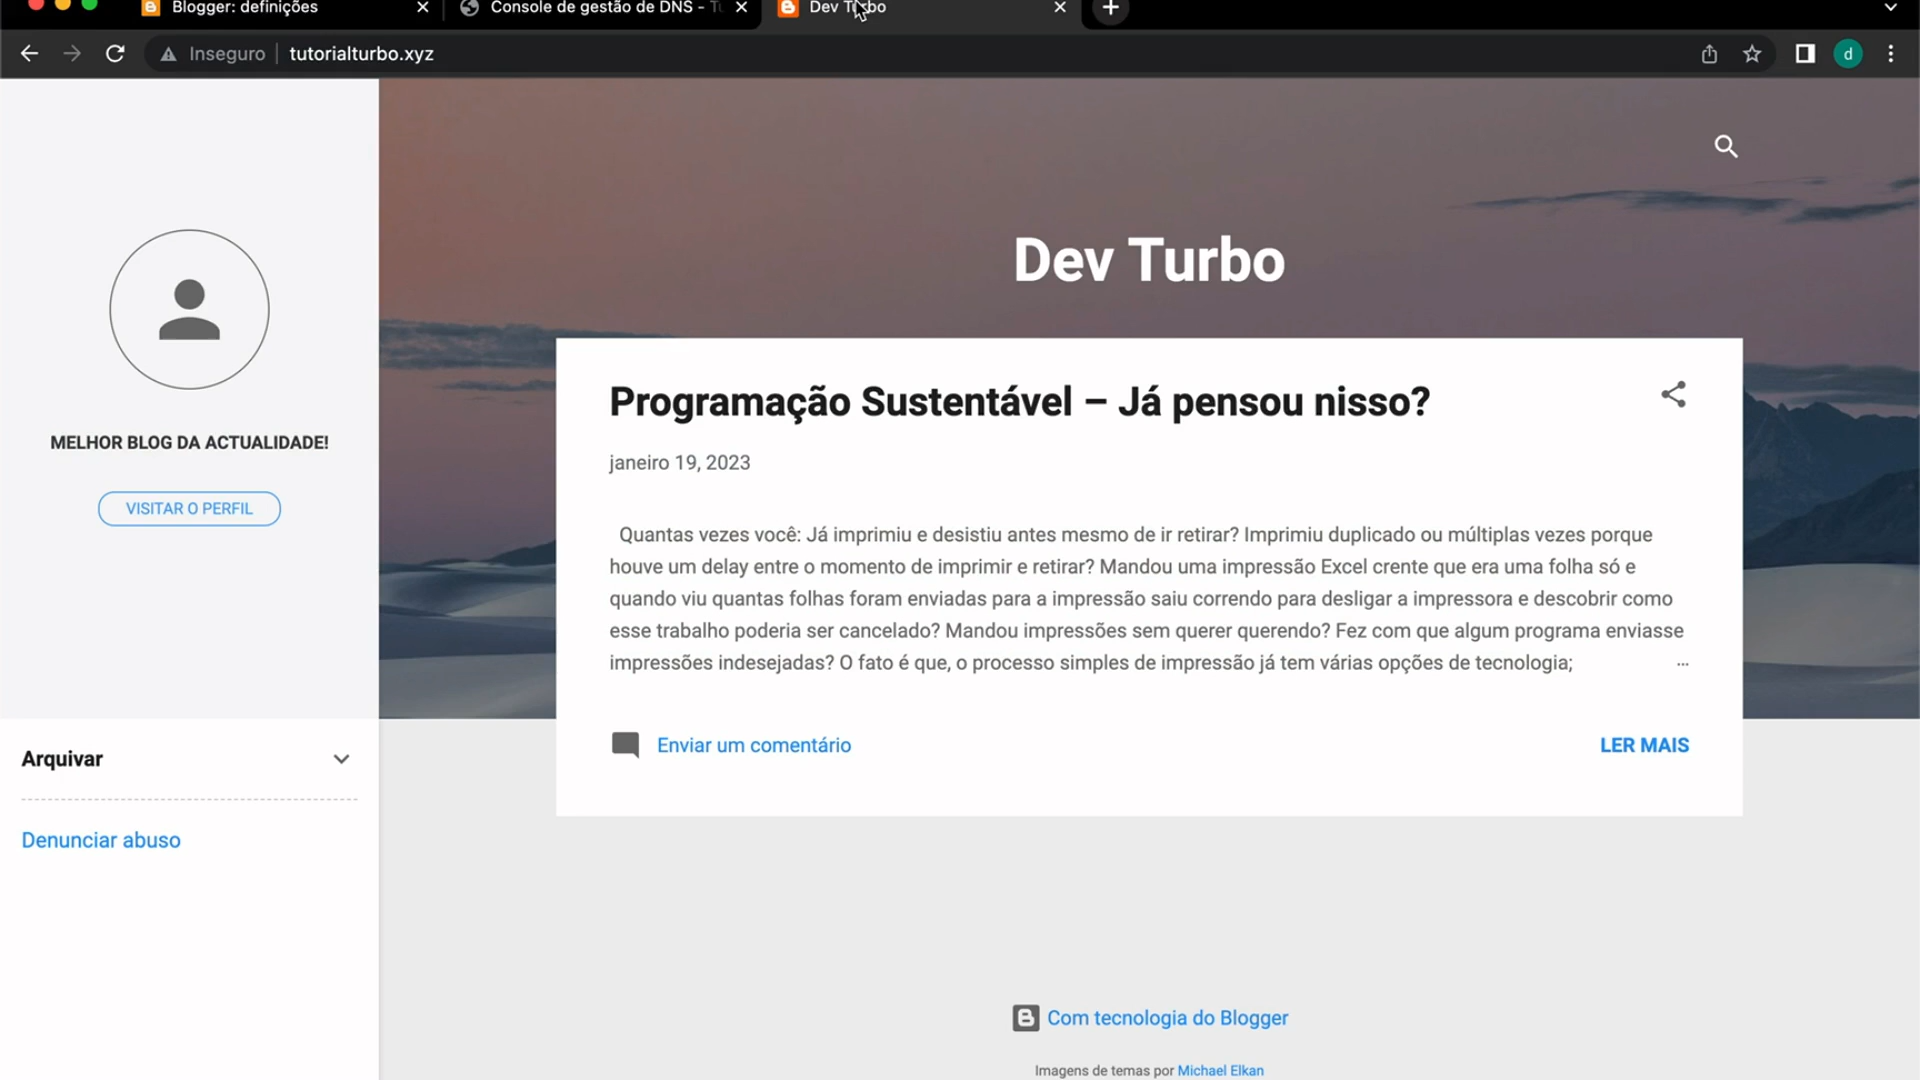 Blogger: definições
Console de gestão de DNS - T
Dev Turbo
Inseguro
tutorialturbo.xyz
d
Dev Turbo
Programação Sustentável – Já pensou nisso?
janeiro 19, 2023
Quantas vezes você: Já imprimiu e desistiu antes mesmo de ir retirar? Imprimiu duplicado ou múltiplas vezes porque
houve um delay entre o momento de imprimir e retirar? Mandou uma impressão Excel crente que era uma folha só e
quando viu quantas folhas foram enviadas para a impressão saiu correndo para desligar a impressora e descobrir como
esse trabalho poderia ser cancelado? Mandou impressões sem querer querendo? Fez com que algum programa enviasse
impressões indesejadas? O fato é que, o processo simples de impressão já tem várias opções de tecnologia; ...
Enviar um comentário
LER MAIS
MELHOR BLOG DA ACTUALIDADE!
VISITAR O PERFIL
Arquivar
Denunciar abuso
Com tecnologia do Blogger
Imagens de temas por Michael Elkan